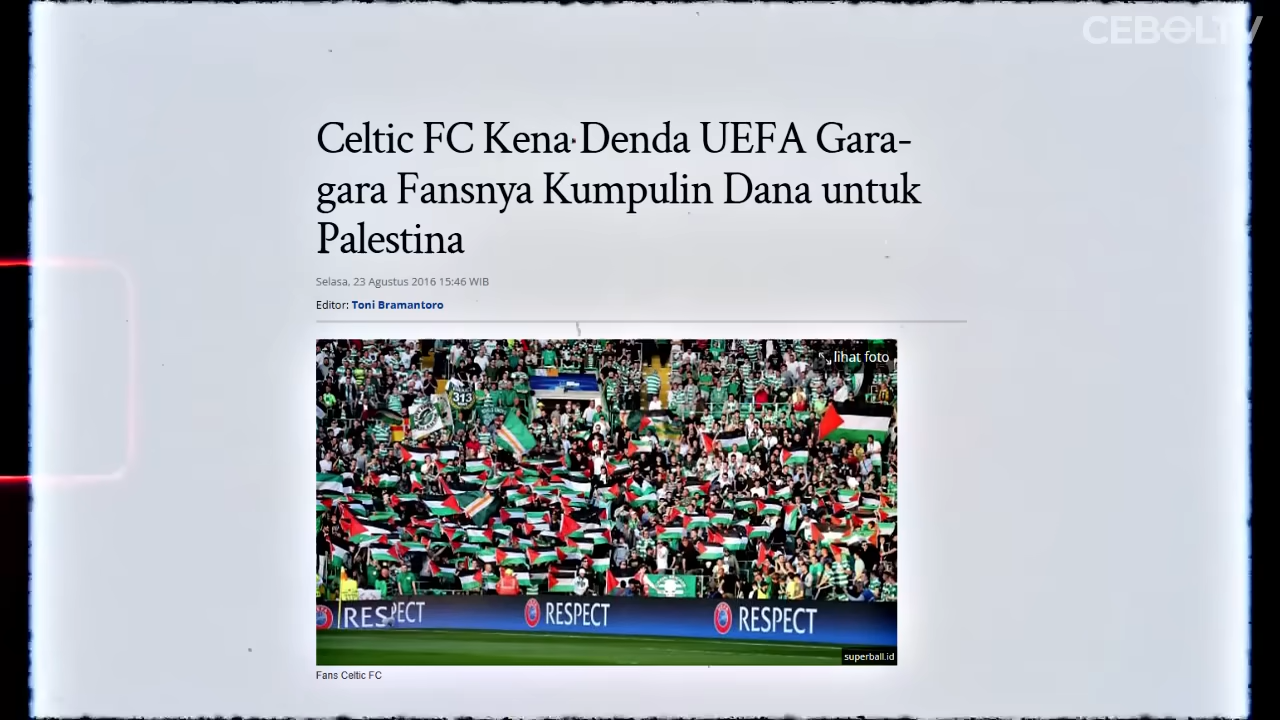 CEBOLTV
Celtic FC Kena Denda UEFA Gara-
gara Fansnya Kumpulin Dana untuk
Palestina
Selasa, 23 Agustus 2016 15:46 WIB
Editor: Toni Bramantoro
lihat foto
313
RESPECT
RESPECT
RESPECT
superball.id
Fans Celtic FC